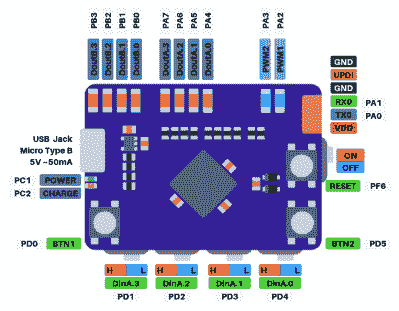 PB3 PB2 PB1 PB0 PA7 PA6 PA5 PA4 PA3 PA2
DoutB.3 DoutB.2 DoutB.1 DoutB.0 DoutA.3 DoutA.2 DoutA.1 DoutA.0 PWM2 PWM1
GND
UPDI
GND
RX0 PA1
TX0 PA0
VDD
USB Jack
Micro Type B
5V ~50mA
ON
OFF
PC1 POWER
PC2 CHARGE
RESET PF6
PD0 BTN1
BTN2 PD5
H L H L H L H L
DinA.3 DinA.2 DinA.1 DinA.0
PD1 PD2 PD3 PD4